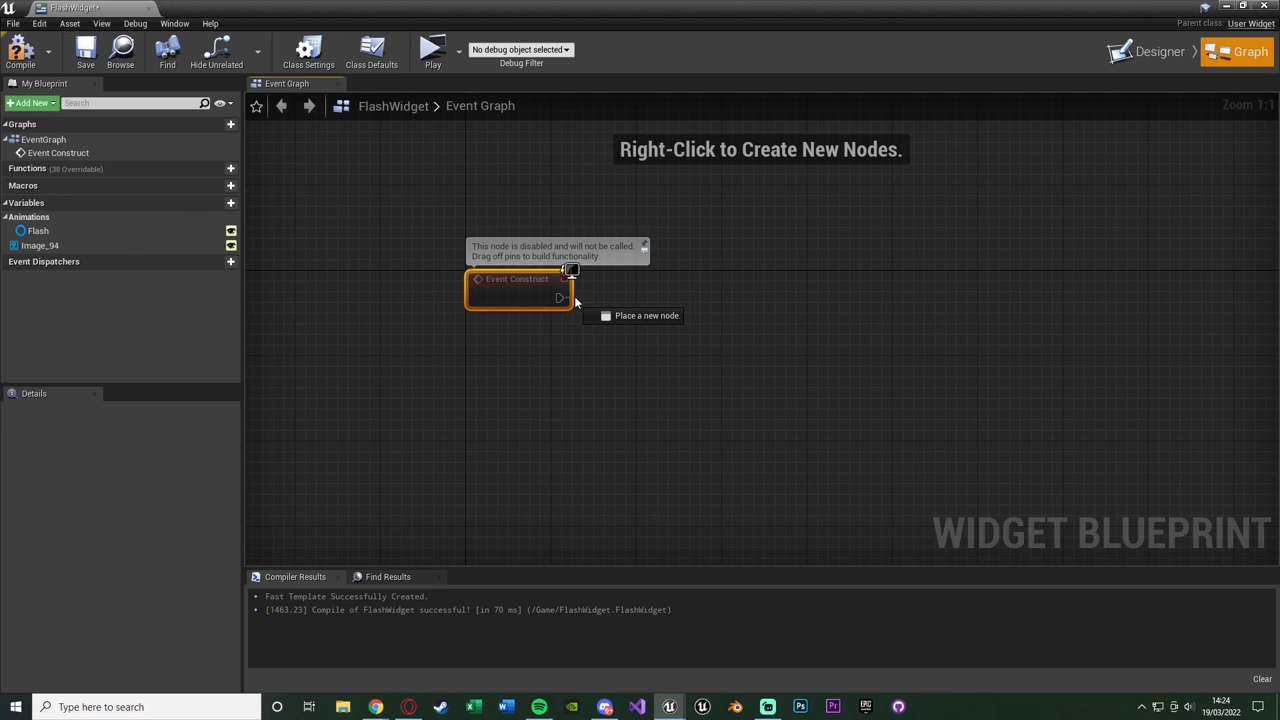 FlashWidget*
File Edit Asset View Debug Window Help
Parent class: User Widget
Compile
Save
Browse
Find
Hide Unrelated
Class Settings
Class Defaults
Play
No debug object selected
Debug Filter
Designer
Graph
My Blueprint
Event Graph
+Add New
Search
FlashWidget > Event Graph
Zoom 1:1
Graphs
EventGraph
Event Construct
Functions (38 Overridable)
Macros
Variables
Animations
Flash
Image_94
Event Dispatchers
Right-Click to Create New Nodes.
This node is disabled and will not be called.
Drag off pins to build functionality.
Event Construct
Place a new node.
Details
WIDGET BLUEPRINT
Compiler Results
Find Results
Fast Template Successfully Created.
[1463.23] Compile of FlashWidget successful! [in 70 ms] (/Game/FlashWidget.FlashWidget)
Clear
Type here to search
14:24
19/03/2022